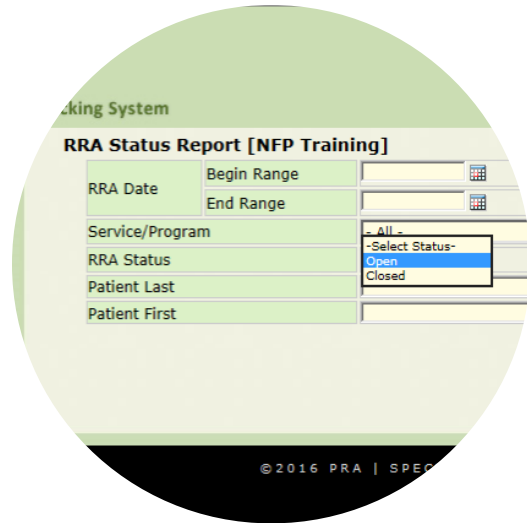 king System
RRA Status Report [NFP Training]
RRA Date
Begin Range
End Range
Service/Program
- All -
RRA Status
-Select Status-
Open
Closed
Patient Last
Patient First
©2016 PRA | SPEC